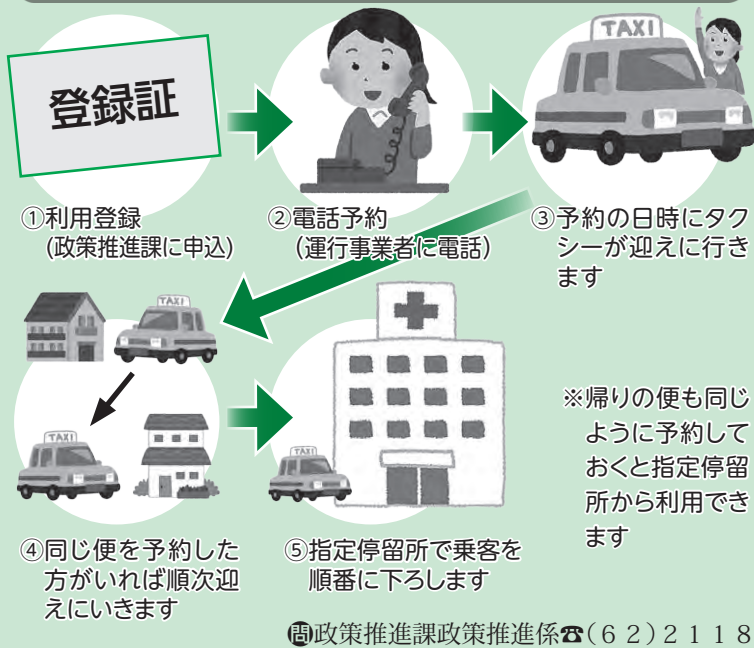 登録証
TAXI
①利用登録
(政策推進課に申込)
②電話予約
(運行事業者に電話)
③予約の日時にタク
シーが迎えに行き
ます
TAXI
TAXI
④同じ便を予約した
方がいれば順次迎
えにいきます
TAXI
⑤指定停留所で乗客を
順番に下ろします
※帰りの便も同じ
ように予約して
おくと指定停留
所から利用でき
ます
問政策推進課政策推進係☎(６２)２１１８